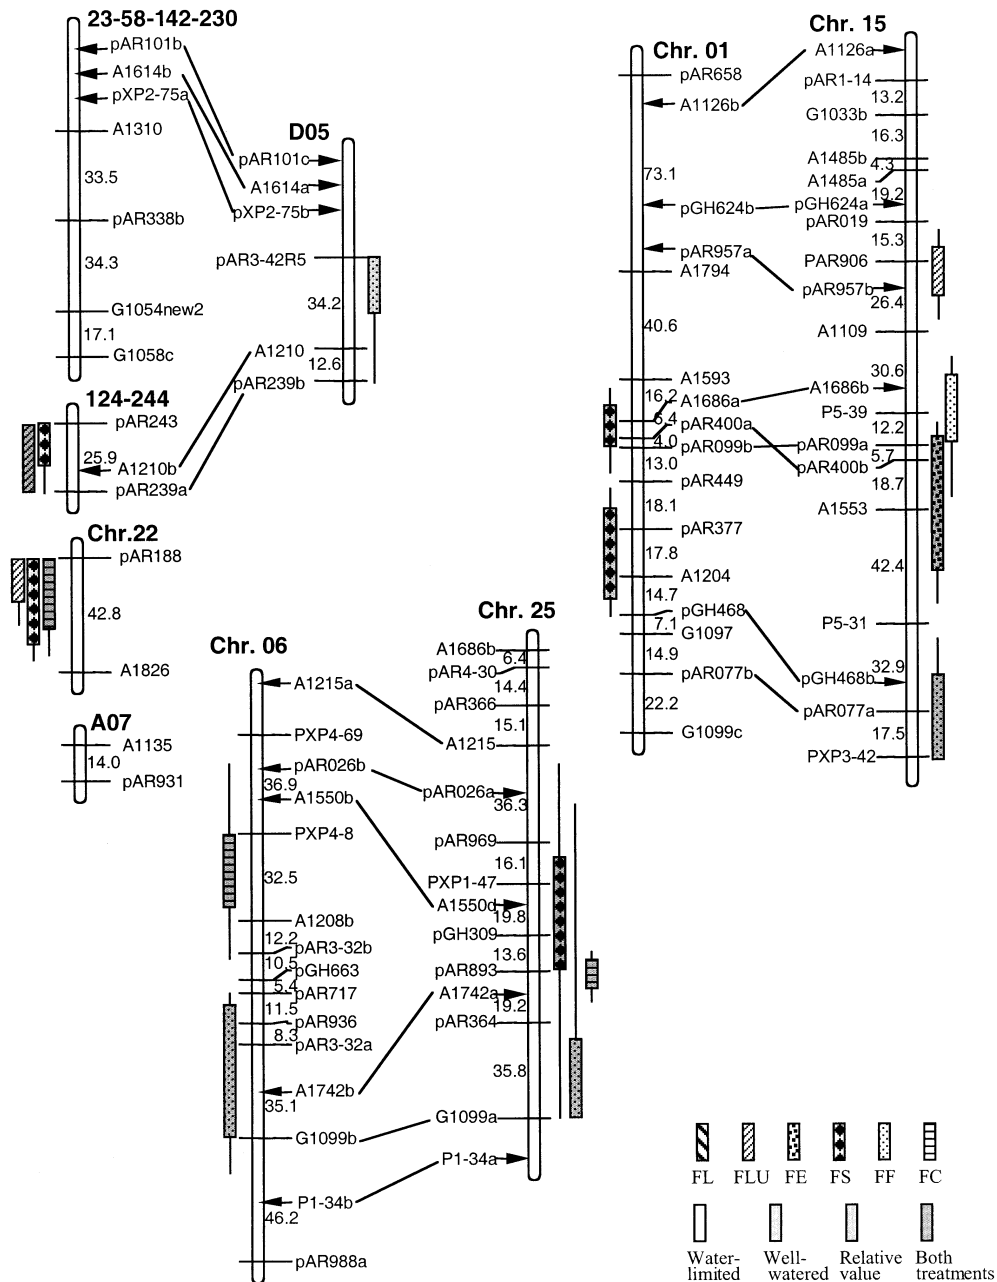 23-58-142-230
pAR101b
A1614b
pXP2-75a
A1310
33.5
pAR338b
34.3
G1054new2
17.1
G1058c
D05
pAR101c
A1614a
pXP2-75b
pAR3-42R5
34.2
A1210
12.6
pAR239b
124-244
pAR243
25.9
A1210b
pAR239a
Chr.22
pAR188
42.8
A1826
A07
A1135
14.0
pAR931
Chr. 06
A1215a
PXP4-69
pAR026b
36.9
A1550b
PXP4-8
32.5
A1208b
12.2
pAR3-32b
10.5
pGH663
5.4
pAR717
11.5
pAR936
8.3
pAR3-32a
A1742b
35.1
G1099b
P1-34b
46.2
pAR988a
Chr. 25
A1686b
6.4
pAR4-30
14.4
pAR366
15.1
A1215
pAR026a
36.3
pAR969
16.1
PXP1-47
A1550d
19.8
pGH309
13.6
pAR893
A1742a
19.2
pAR364
35.8
G1099a
P1-34a
Chr. 01
pAR658
A1126b
73.1
pGH624b
pAR957a
A1794
40.6
A1593
16.2
A1686a
6.4
pAR400a
4.0
pAR099b
13.0
pAR449
18.1
pAR377
17.8
A1204
14.7
pGH468
7.1
G1097
14.9
pAR077b
22.2
G1099c
Chr. 15
A1126a
pAR1-14
13.2
G1033b
16.3
A1485b
4.3
A1485a
19.2
pGH624a
pAR019
15.3
PAR906
pAR957b
26.4
A1109
30.6
A1686b
P5-39
12.2
pAR099a
5.7
pAR400b
18.7
A1553
42.4
P5-31
32.9
pGH468b
pAR077a
17.5
PXP3-42
FL FLU FE FS FF FC
Water-limited Well-watered Relative value Both treatments